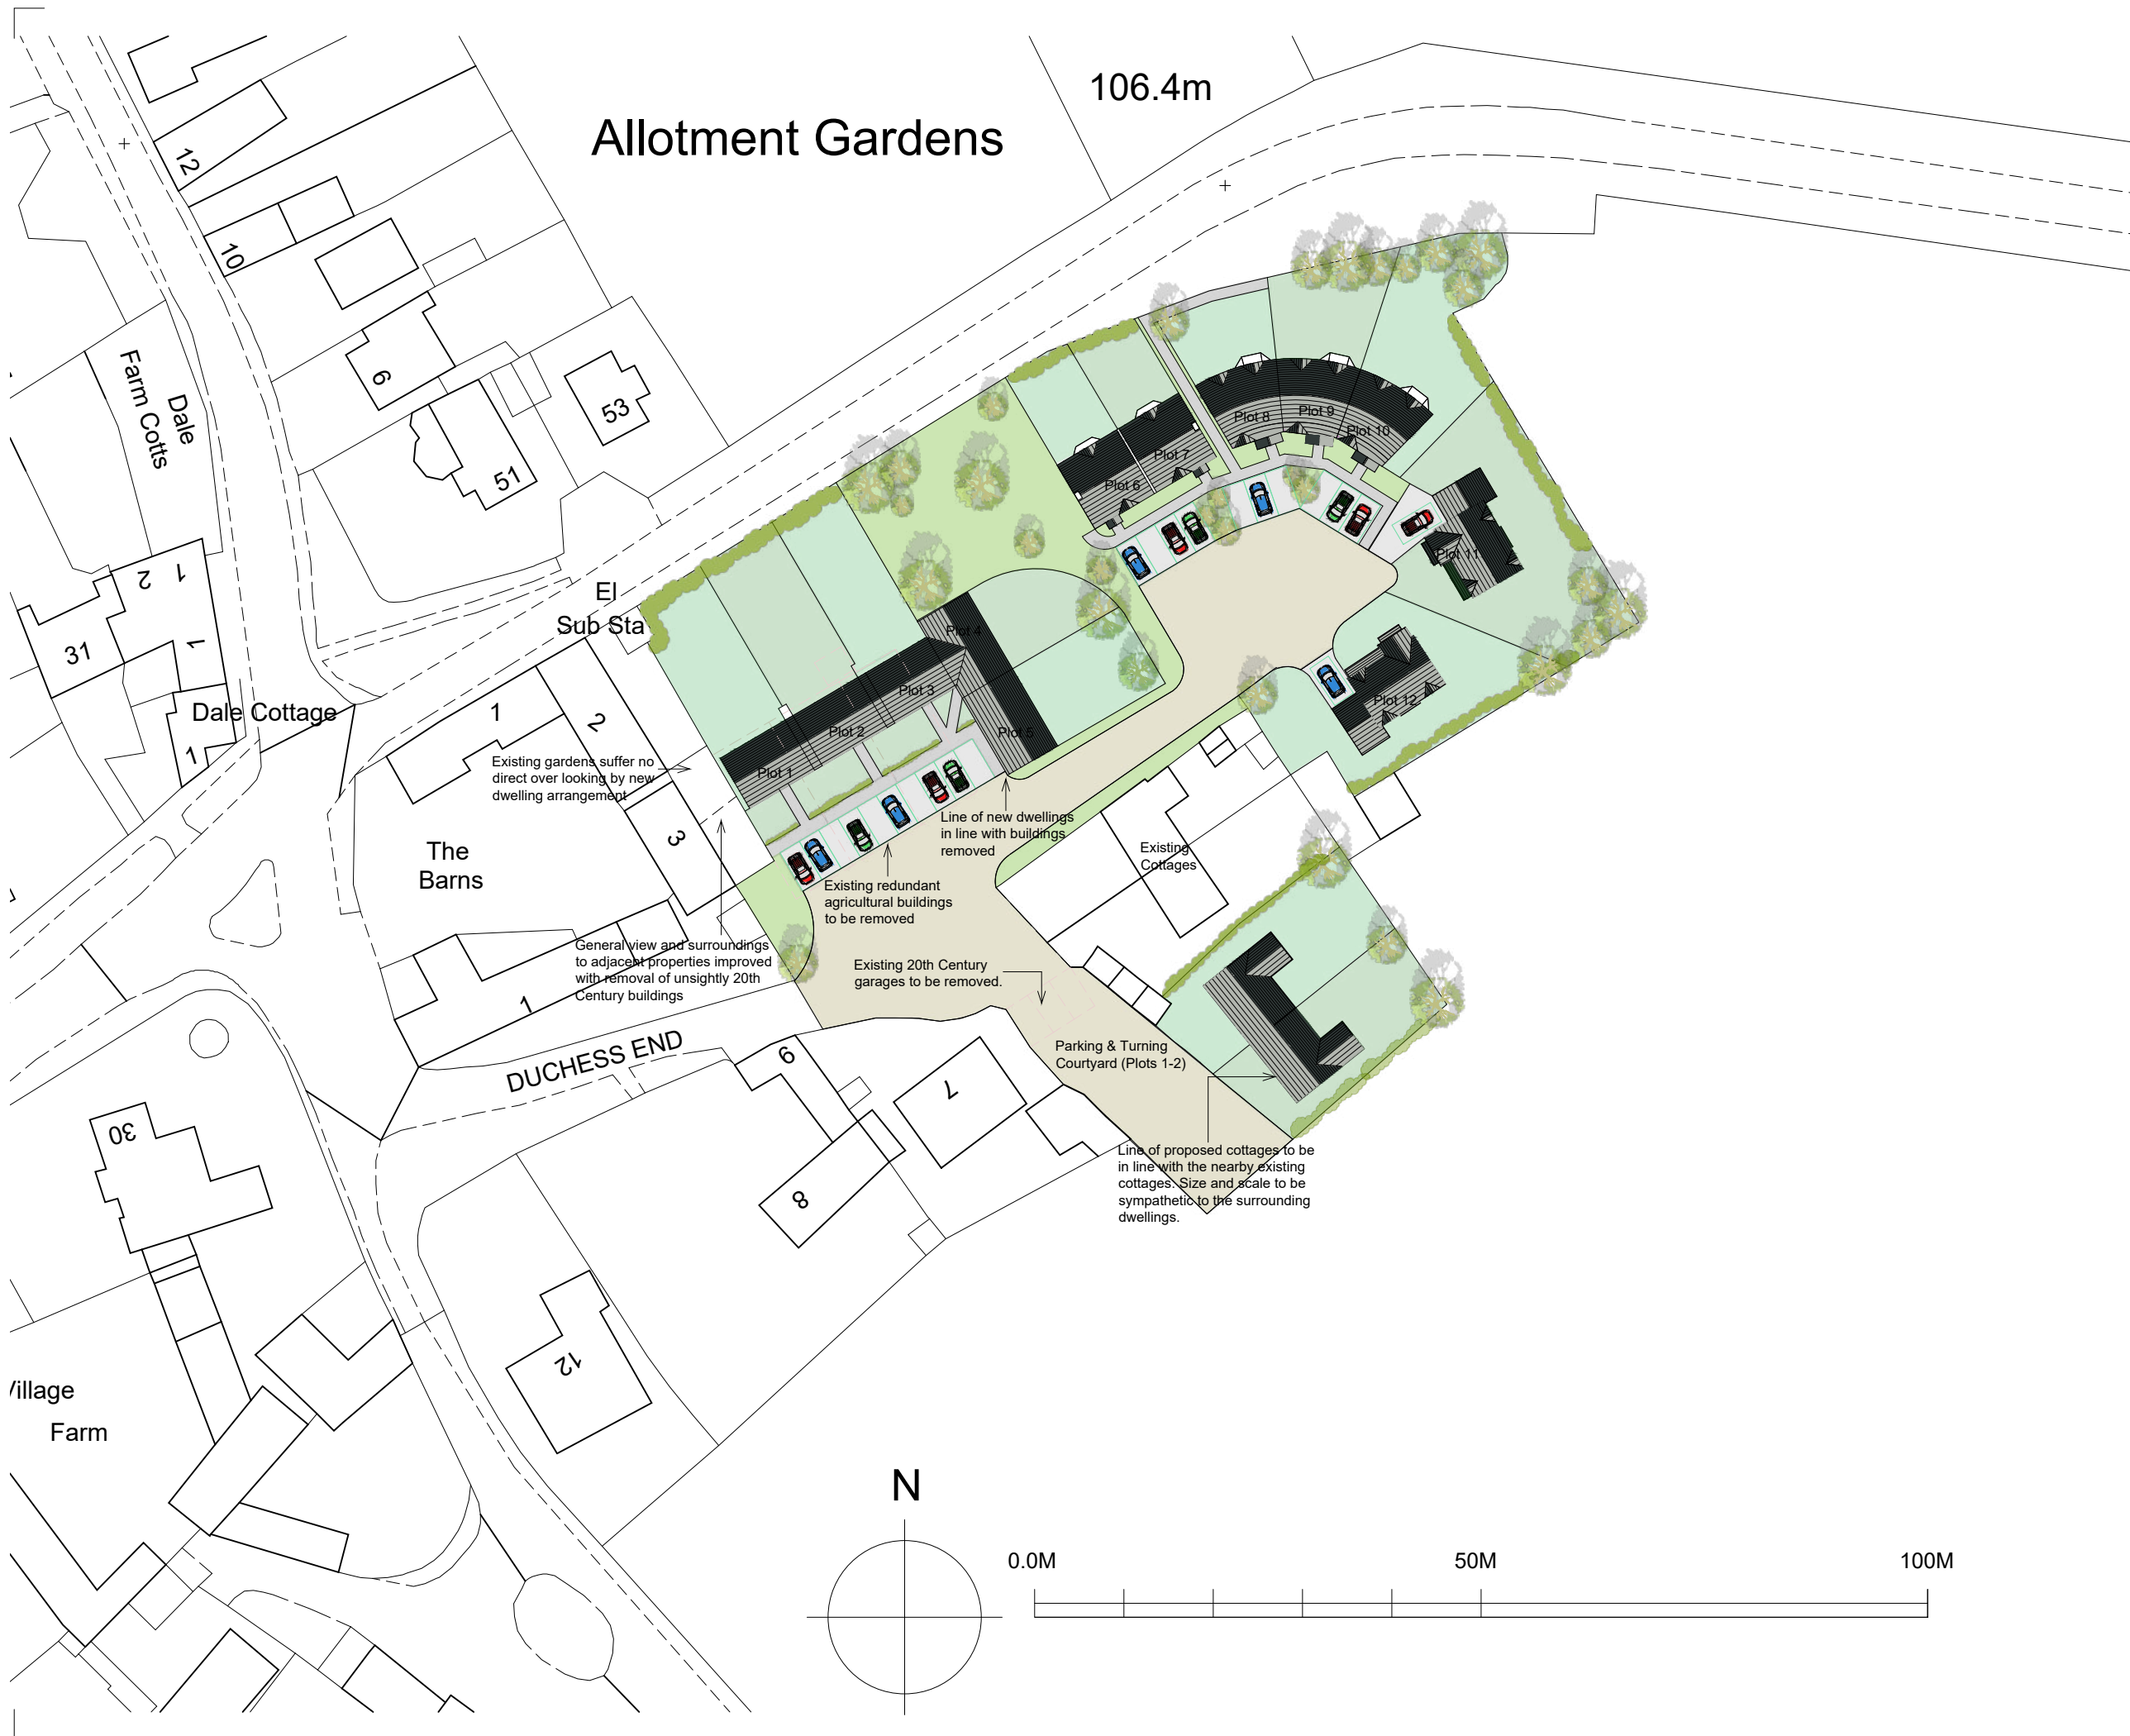 106.4m
Allotment Gardens
12
10
6
53
51
Dale
Farm Cotts
2
1
1
31
Dale Cottage
1
El
Sub Sta
1
2
3
Existing gardens suffer no
direct over looking by new
dwelling arrangement
The
Barns
1
General view and surroundings
to adjacent properties improved
with removal of unsightly 20th
Century buildings
Plot 1
Plot 2
Plot 3
Plot 4
Plot 5
Plot 6
Plot 7
Plot 8
Plot 9
Plot 10
Plot 11
Plot 12
Line of new dwellings
in line with buildings
removed
Existing redundant
agricultural buildings
to be removed
Existing
Cottages
Existing 20th Century
garages to be removed.
Parking & Turning
Courtyard (Plots 1-2)
Line of proposed cottages to be
in line with the nearby existing
cottages. Size and scale to be
sympathetic to the surrounding
dwellings.
DUCHESS END
9
7
8
30
12
Village
Farm
N
0.0M 50M 100M